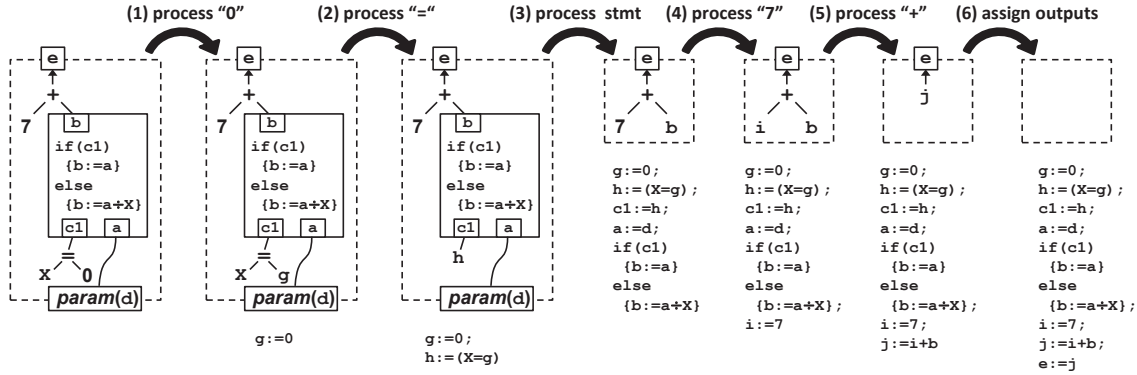 (1) process “0” (2) process “=” (3) process stmt (4) process “7” (5) process “+” (6) assign outputs
e
+
7 b
if(c1)
{b:=a}
else
{b:=a÷X}
c1 a
=
X 0
param(d)
e
+
7 b
if(c1)
{b:=a}
else
{b:=a÷X}
c1 a
=
X g
param(d)
g:=0
e
+
7 b
if(c1)
{b:=a}
else
{b:=a÷X}
c1 a
h
param(d)
g:=0;
h:=(X=g)
e
+
7 b
g:=0;
h:=(X=g);
c1:=h;
a:=d;
if(c1)
{b:=a}
else
{b:=a÷X}
e
+
i b
g:=0;
h:=(X=g);
c1:=h;
a:=d;
if(c1)
{b:=a}
else
{b:=a÷X};
i:=7
e
j
g:=0;
h:=(X=g);
c1:=h;
a:=d;
if(c1)
{b:=a}
else
{b:=a÷X};
i:=7;
j:=i+b
g:=0;
h:=(X=g);
c1:=h;
a:=d;
if(c1)
{b:=a}
else
{b:=a÷X};
i:=7;
j:=i+b;
e:=j